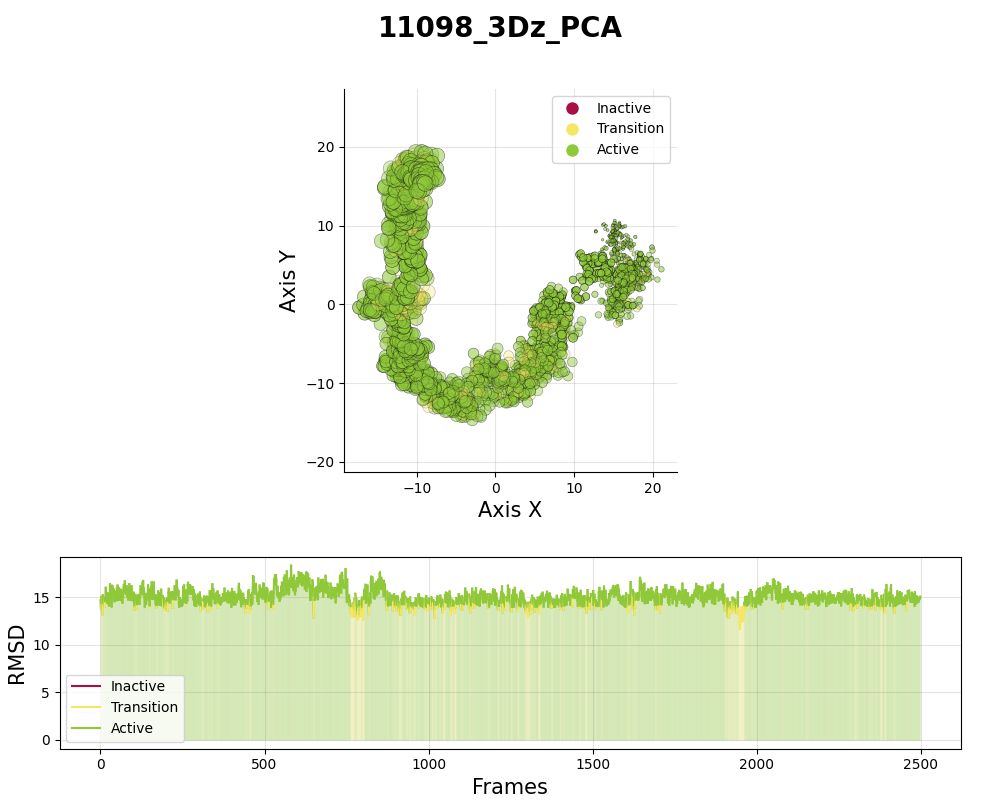 11098_3Dz_PCA
Inactive
Transition
Active
20
10
0
−10
−20
Axis Y
−10 0 10 20
Axis X
15
10
5
0
RMSD
Inactive
Transition
Active
0 500 1000 1500 2000 2500
Frames